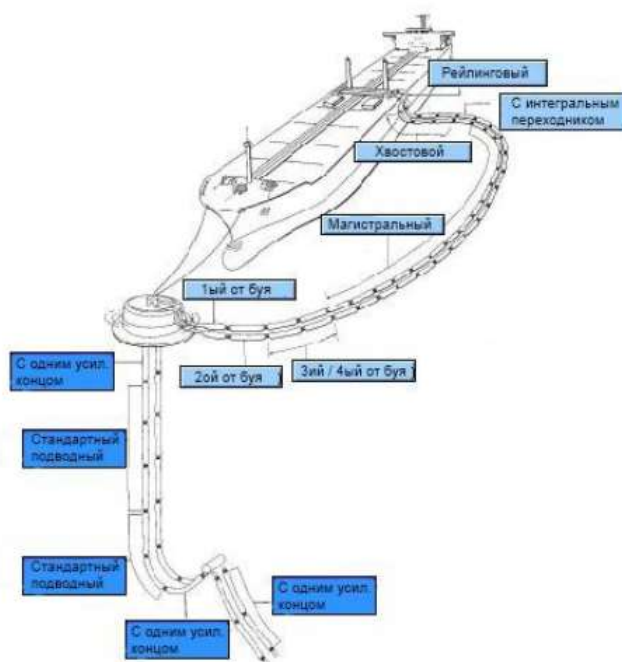 Рейлинговый
С интегральным
переходником
Хвостовой
Магистральный
1ый от буя
2ой от буя
3ий / 4ый от буя
С одним усил.
концом
Стандартный
подводный
Стандартный
подводный
С одним усил.
концом
С одним усил.
концом